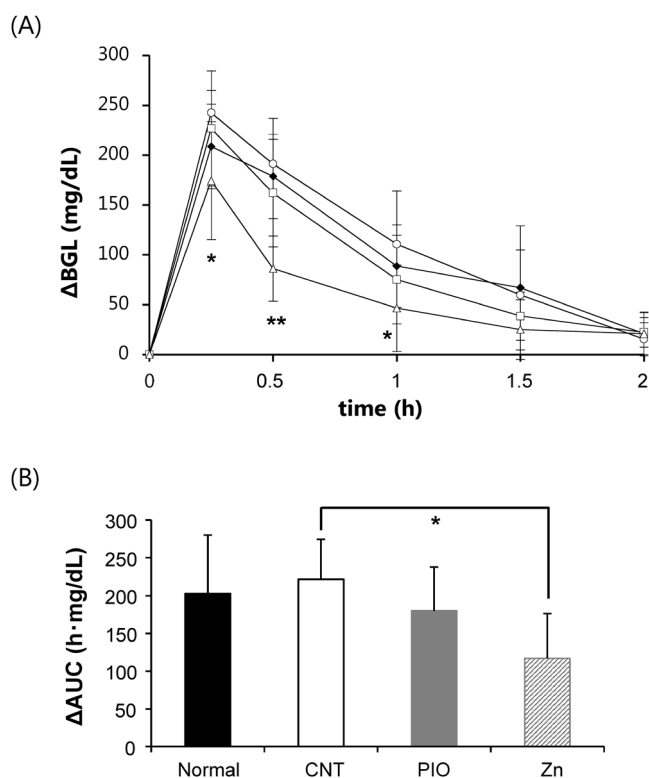 (A)
300
250
200
150
100
50
0
ΔBGL (mg/dL)
*
**
*
0 0.5 1 1.5 2
time (h)
(B)
300
250
200
150
100
50
0
ΔAUC (h·mg/dL)
*
Normal CNT PIO Zn